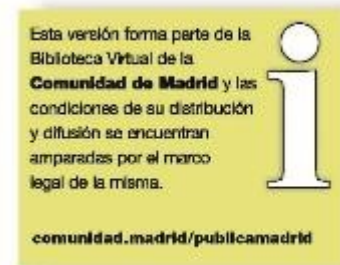 Esta versión forma parte de la
Biblioteca Virtual de la
Comunidad de Madrid y las
condiciones de su distribución
y difusión se encuentran
amparadas por el marco
legal de la misma.
comunidad.madrid/publicamadrid